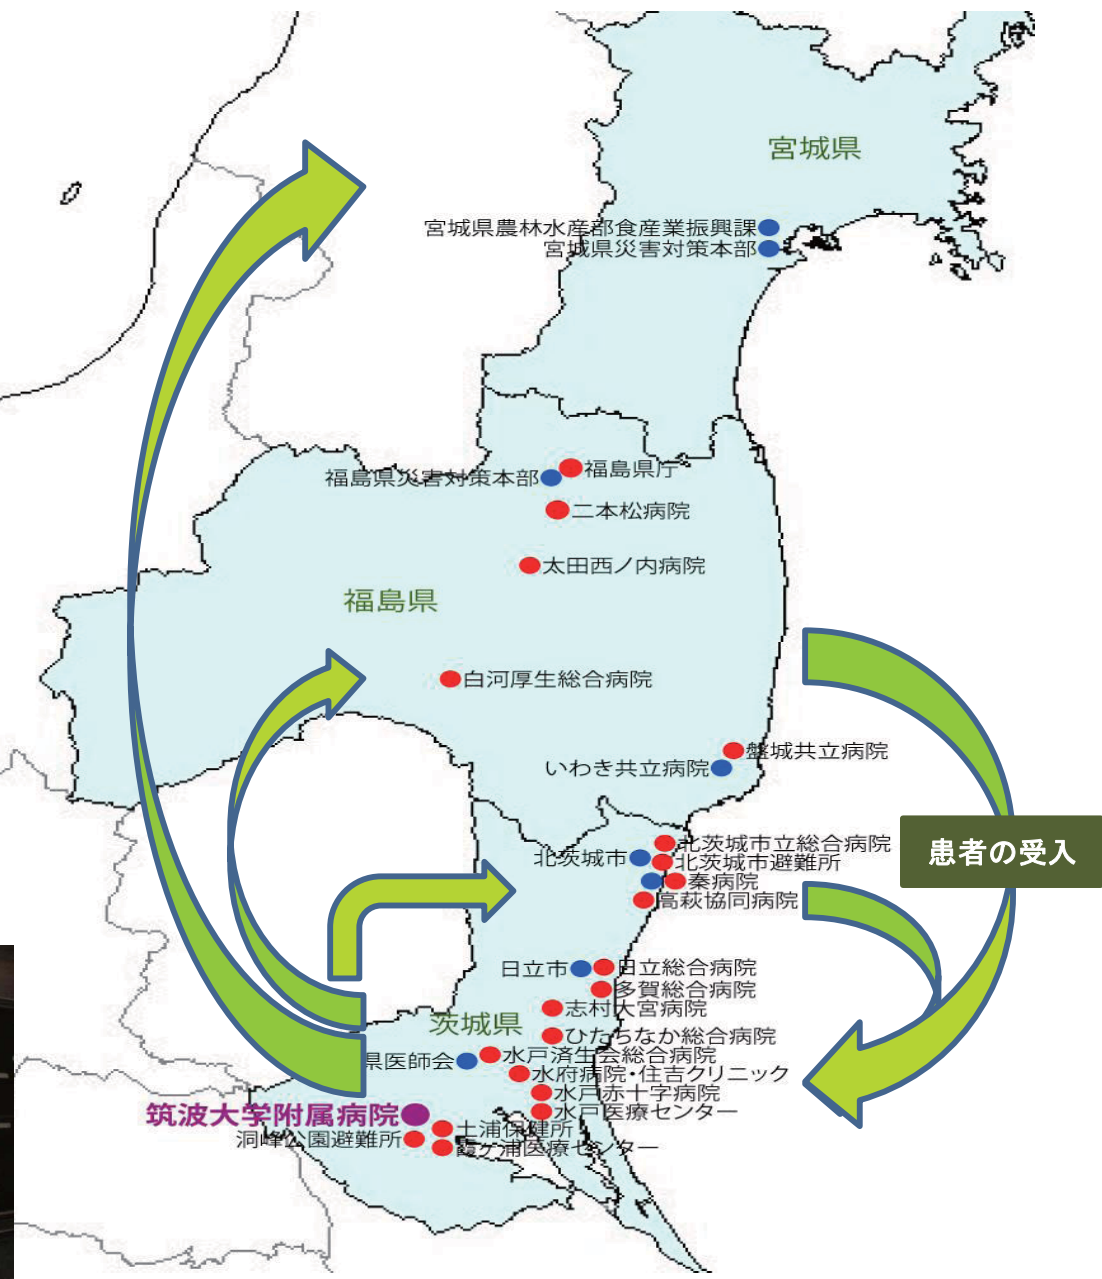 宮城県
宮城県農林水産部食産業振興課
宮城県災害対策本部
福島県庁
福島県災害対策本部
二本松病院
太田西ノ内病院
福島県
白河厚生総合病院
盤城共立病院
いわき共立病院
北茨城市立総合病院
北茨城市
北茨城市避難所
秦病院
高萩協同病院
患者の受入
日立市
日立総合病院
多賀総合病院
志村大宮病院
茨城県
ひたちなか総合病院
水戸済生会総合病院
県医師会
水府病院・住吉クリニック
水戸赤十字病院
水戸医療センター
筑波大学附属病院
土浦保健所
洞峰公園避難所
霞ヶ浦医療センター